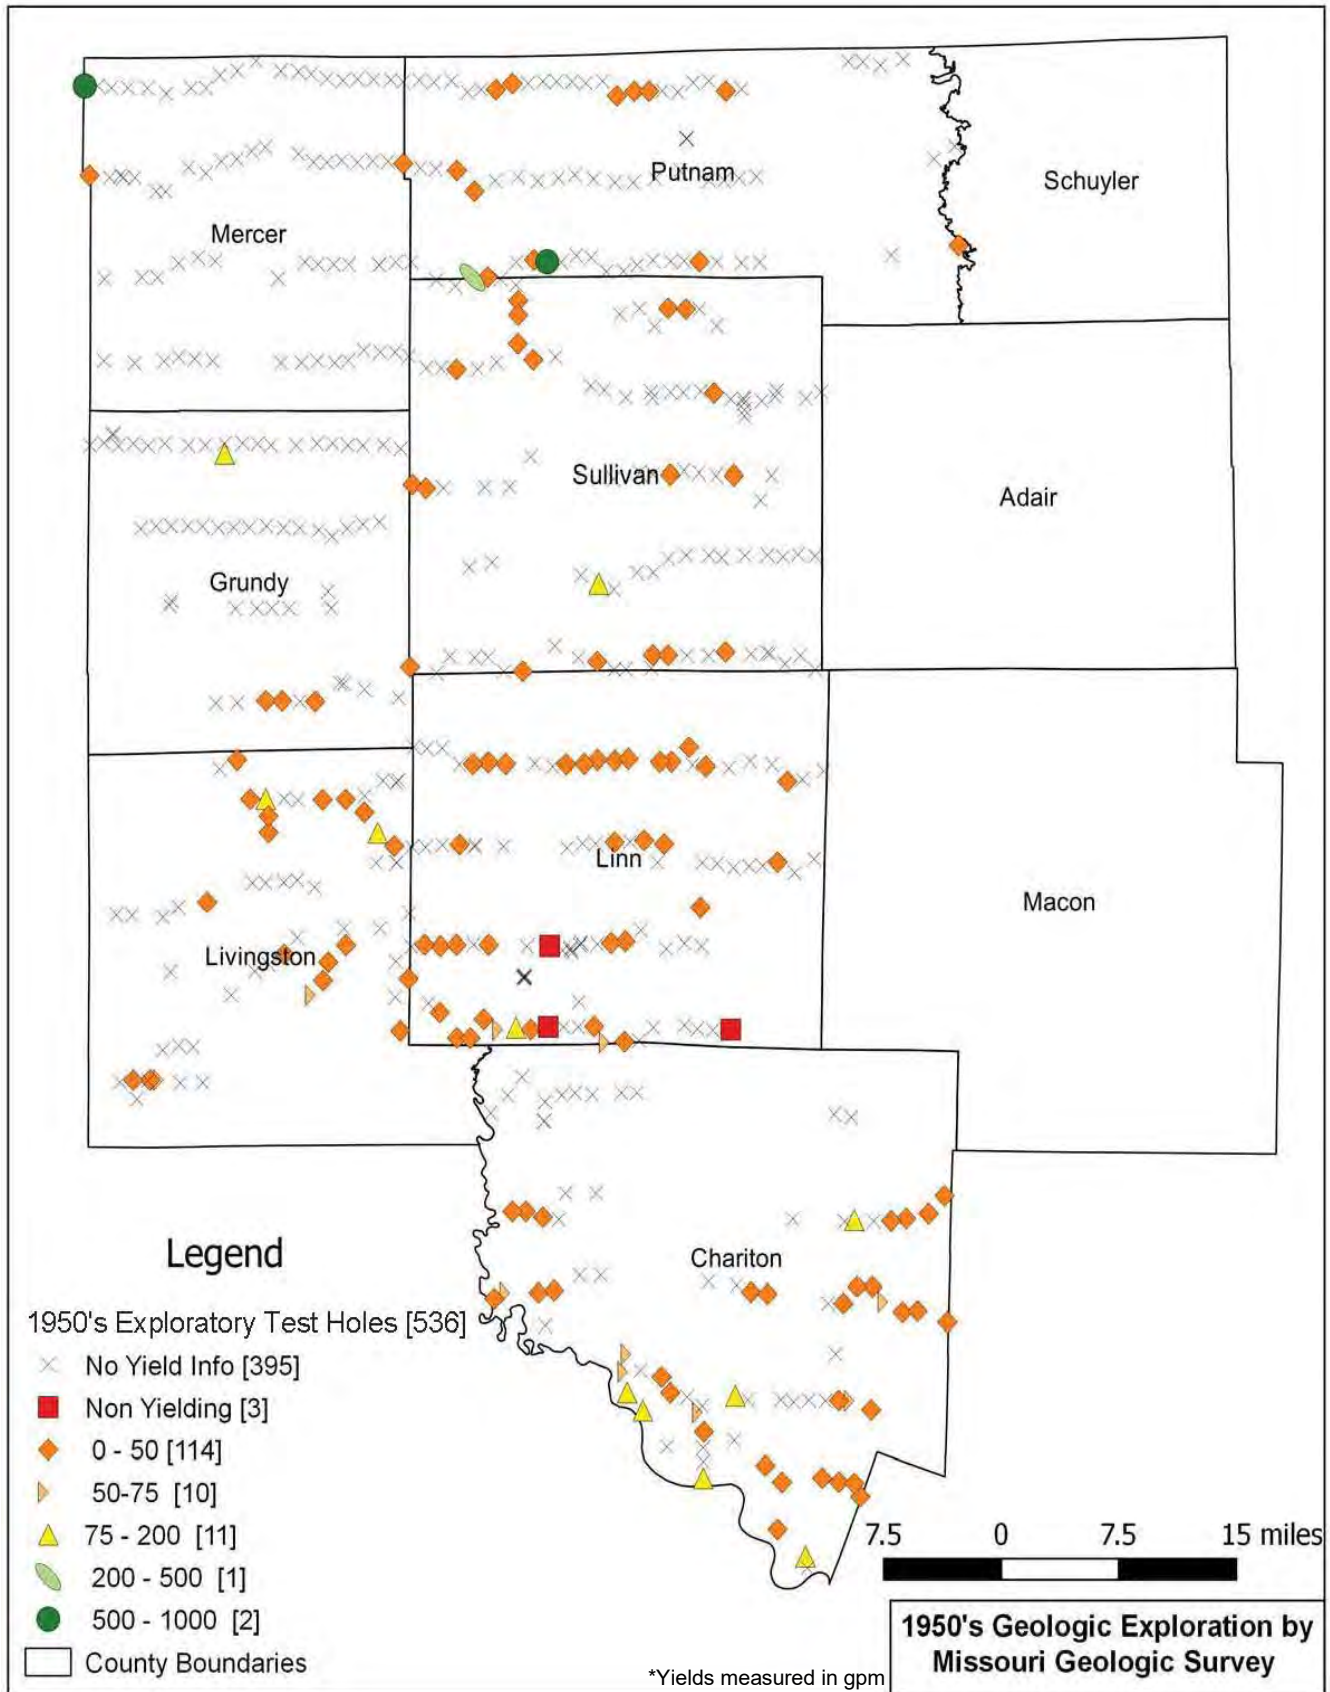 Putnam
Schuyler
Mercer
Sullivan
Adair
Grundy
Linn
Macon
Livingston
Chariton
Legend
1950's Exploratory Test Holes [536]
No Yield Info [395]
Non Yielding [3]
0 - 50 [114]
50-75 [10]
75 - 200 [11]
200 - 500 [1]
500 - 1000 [2]
County Boundaries
7.5 0 7.5 15 miles
1950's Geologic Exploration by
Missouri Geologic Survey
*Yields measured in gpm